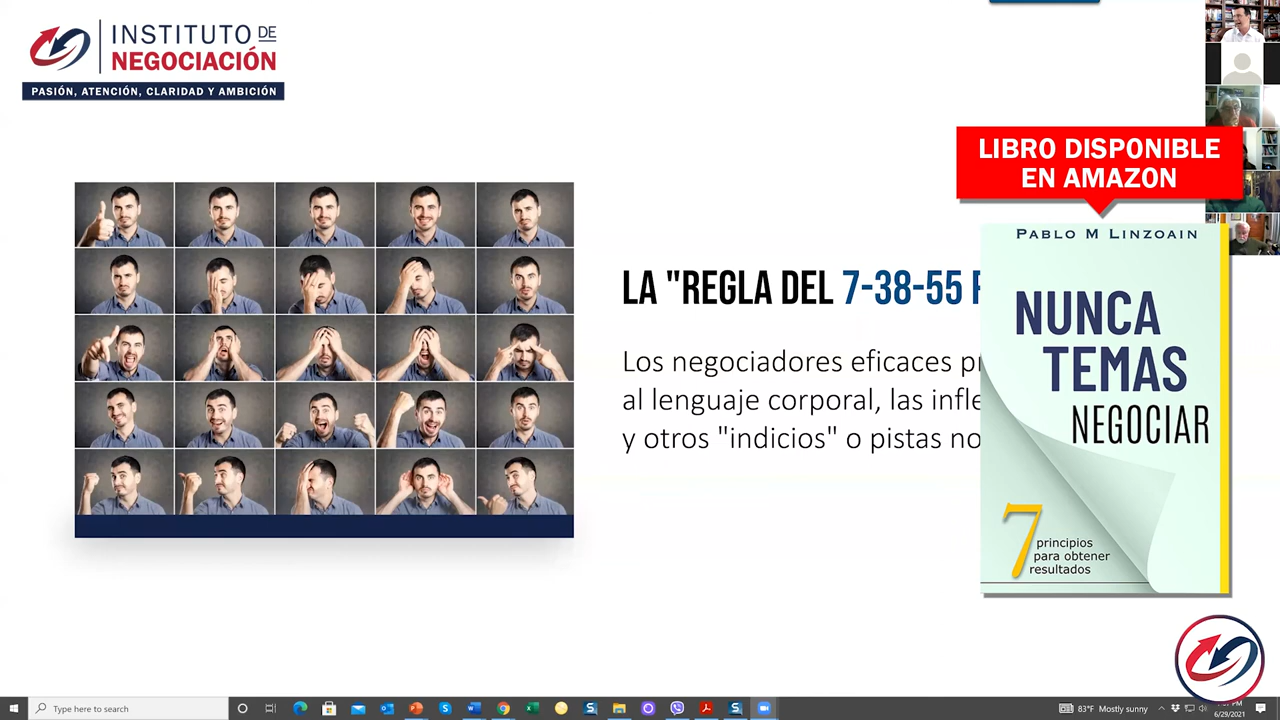 INSTITUTO DE
NEGOCIACIÓN
PASIÓN, ATENCIÓN, CLARIDAD Y AMBICIÓN
LIBRO DISPONIBLE
EN AMAZON
PABLO M LINZOAIN
NUNCA
TEMAS
NEGOCIAR
7 principios
para obtener
resultados
LA "REGLA DEL 7-38-55
Los negociadores eficaces
al lenguaje corporal, las
y otros "indicios" o pistas
Type here to search
83°F Mostly sunny
6/29/2021